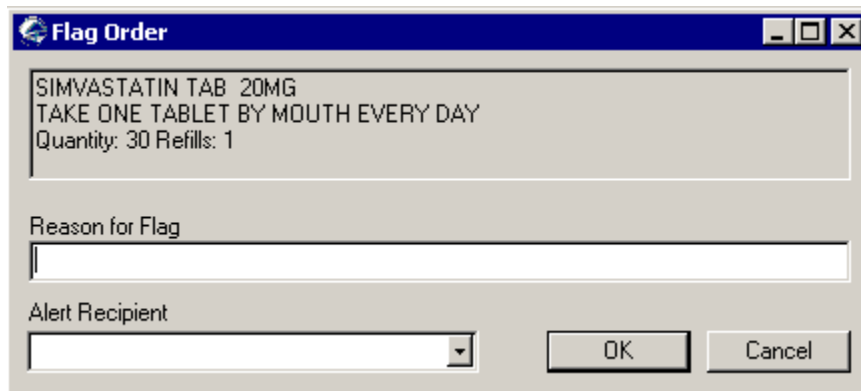 Flag Order
SIMVASTATIN TAB  20MG
TAKE ONE TABLET BY MOUTH EVERY DAY
Quantity: 30 Refills: 1
Reason for Flag
Alert Recipient
OK
Cancel